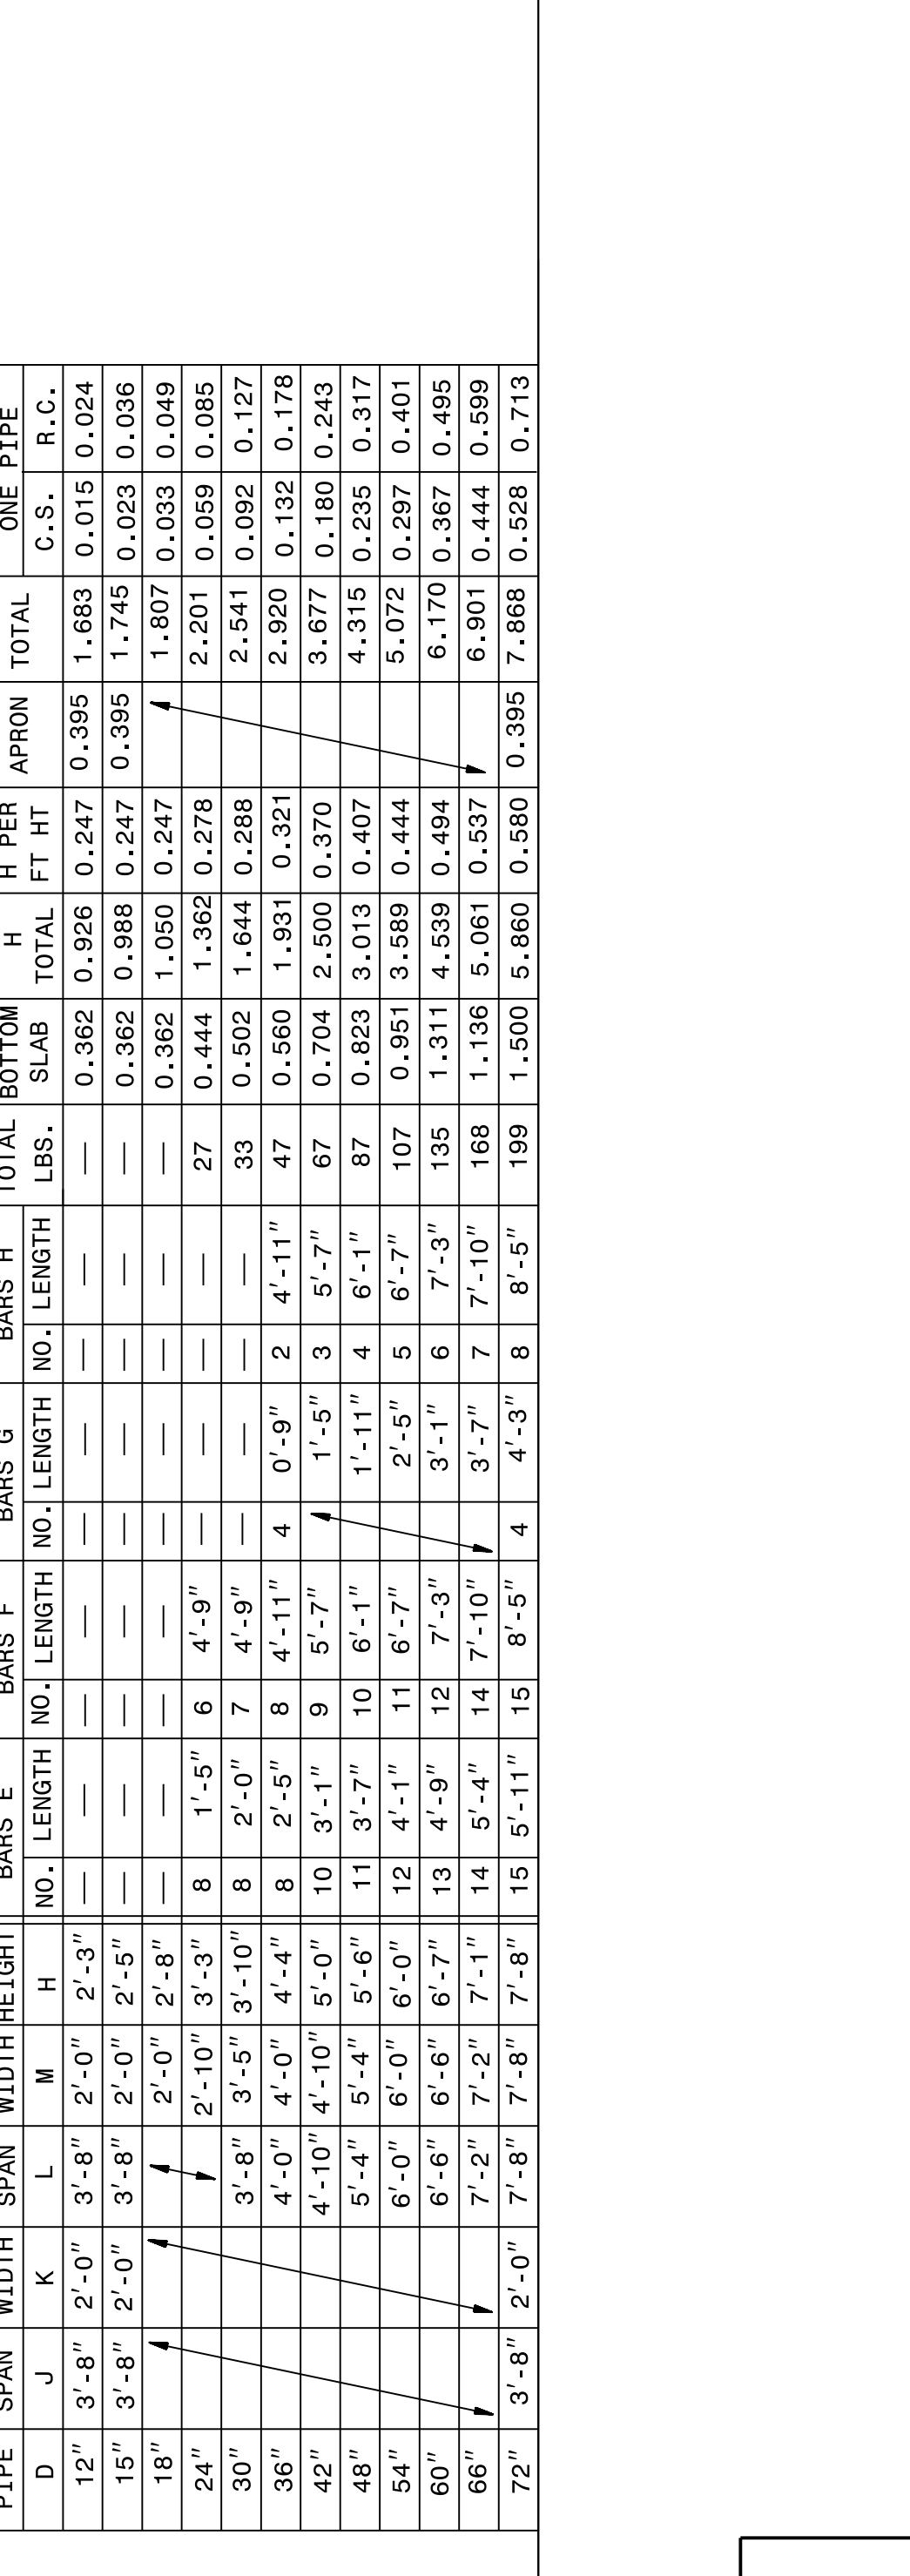 PIPE SPAN WIDTH SPAN WIDTH HEIGHT BARS E BARS F BARS G BARS H TOTAL BOTTOM H H PER APRON TOTAL ONE PIPE
D J K L M H NO. LENGTH NO. LENGTH NO. LENGTH NO. LENGTH LBS. SLAB TOTAL FT HT C.S. R.C.
12" 3'-8" 2'-0" 3'-8" 2'-0" 2'-3" — — — — — — — — — 0.362 0.926 0.247 0.395 1.683 0.015 0.024
15" 3'-8" 2'-0" 3'-8" 2'-0" 2'-5" — — — — — — — — — 0.362 0.988 0.247 0.395 1.745 0.023 0.036
18" 2'-0" 2'-8" — — — — — — — — — 0.362 1.050 0.247 1.807 0.033 0.049
24" 2'-10" 3'-3" 8 1'-5" 6 4'-9" — — — — 27 0.444 1.362 0.278 2.201 0.059 0.085
30" 3'-8" 3'-5" 3'-10" 8 2'-0" 7 4'-9" — — — — 33 0.502 1.644 0.288 2.541 0.092 0.127
36" 4'-0" 4'-0" 4'-4" 8 2'-5" 8 4'-11" 4 0'-9" 2 4'-11" 47 0.560 1.931 0.321 2.920 0.132 0.178
42" 4'-10" 4'-10" 5'-0" 10 3'-1" 9 5'-7" 1'-5" 3 5'-7" 67 0.704 2.500 0.370 3.677 0.180 0.243
48" 5'-4" 5'-4" 5'-6" 11 3'-7" 10 6'-1" 1'-11" 4 6'-1" 87 0.823 3.013 0.407 4.315 0.235 0.317
54" 6'-0" 6'-0" 6'-0" 12 4'-1" 11 6'-7" 2'-5" 5 6'-7" 107 0.951 3.589 0.444 5.072 0.297 0.401
60" 6'-6" 6'-6" 6'-7" 13 4'-9" 12 7'-3" 3'-1" 6 7'-3" 135 1.311 4.539 0.494 6.170 0.367 0.495
66" 7'-2" 7'-2" 7'-1" 14 5'-4" 14 7'-10" 3'-7" 7 7'-10" 168 1.136 5.061 0.537 6.901 0.444 0.599
72" 3'-8" 2'-0" 7'-8" 7'-8" 7'-8" 15 5'-11" 15 8'-5" 4 4'-3" 8 8'-5" 199 1.500 5.860 0.580 0.395 7.868 0.528 0.713